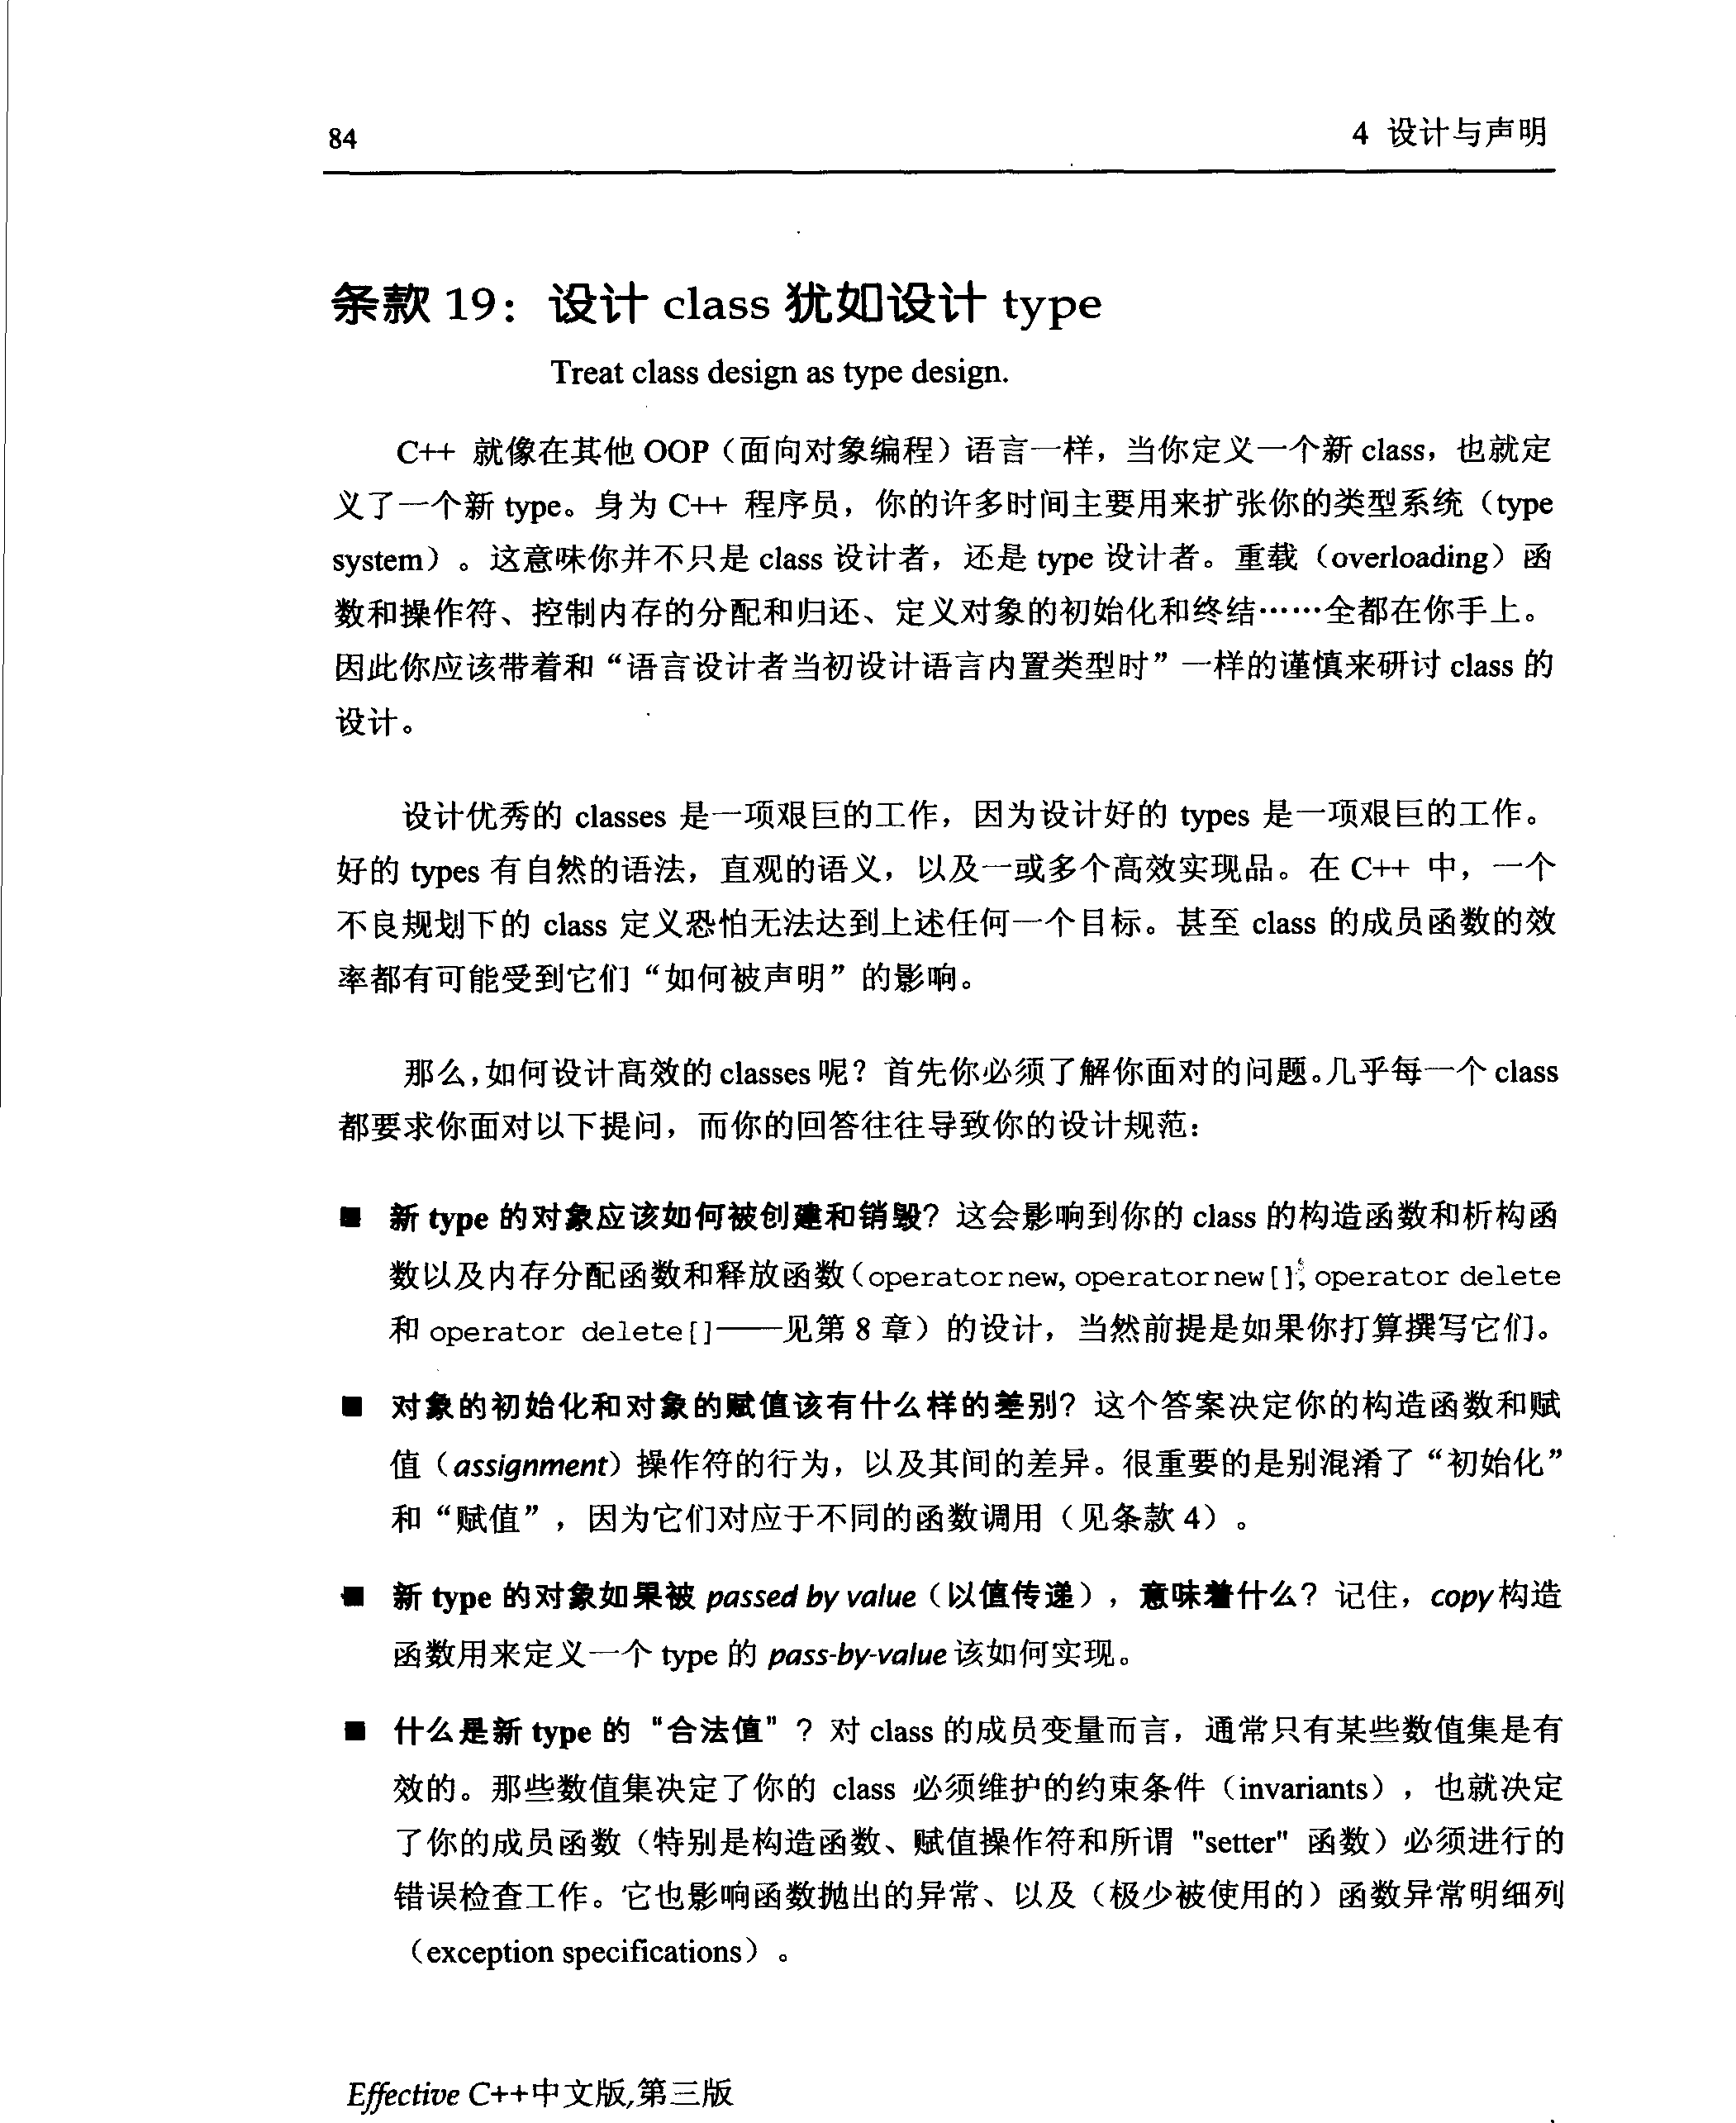 84
4 设计与声明
条款 19：设计 class 犹如设计 type
Treat class design as type design.
C++ 就像在其他 OOP（面向对象编程）语言一样，当你定义一个新 class，也就定
义了一个新 type。身为 C++ 程序员，你的许多时间主要用来扩张你的类型系统（type
system）。这意味你并不只是 class 设计者，还是 type 设计者。重载（overloading）函
数和操作符、控制内存的分配和归还、定义对象的初始化和终结……全都在你手上。
因此你应该带着和“语言设计者当初设计语言内置类型时”一样的谨慎来研讨 class 的
设计。
设计优秀的 classes 是一项艰巨的工作，因为设计好的 types 是一项艰巨的工作。
好的 types 有自然的语法，直观的语义，以及一或多个高效实现品。在 C++ 中，一个
不良规划下的 class 定义恐怕无法达到上述任何一个目标。甚至 class 的成员函数的效
率都有可能受到它们“如何被声明”的影响。
那么，如何设计高效的 classes 呢？首先你必须了解你面对的问题。几乎每一个 class
都要求你面对以下提问，而你的回答往往导致你的设计规范：
■ 新 type 的对象应该如何被创建和销毁？这会影响到你的 class 的构造函数和析构函
数以及内存分配函数和释放函数（operator new, operator new[], operator delete
和 operator delete[]——见第 8 章）的设计，当然前提是如果你打算撰写它们。
■ 对象的初始化和对象的赋值该有什么样的差别？这个答案决定你的构造函数和赋
值（assignment）操作符的行为，以及其间的差异。很重要的是别混淆了“初始化”
和“赋值”，因为它们对应于不同的函数调用（见条款 4）。
■ 新 type 的对象如果被 passed by value（以值传递），意味着什么？记住，copy 构造
函数用来定义一个 type 的 pass-by-value 该如何实现。
■ 什么是新 type 的“合法值”？对 class 的成员变量而言，通常只有某些数值集是有
效的。那些数值集决定了你的 class 必须维护的约束条件（invariants），也就决定
了你的成员函数（特别是构造函数、赋值操作符和所谓 "setter" 函数）必须进行的
错误检查工作。它也影响函数抛出的异常、以及（极少被使用的）函数异常明细列
（exception specifications）。
Effective C++中文版,第三版